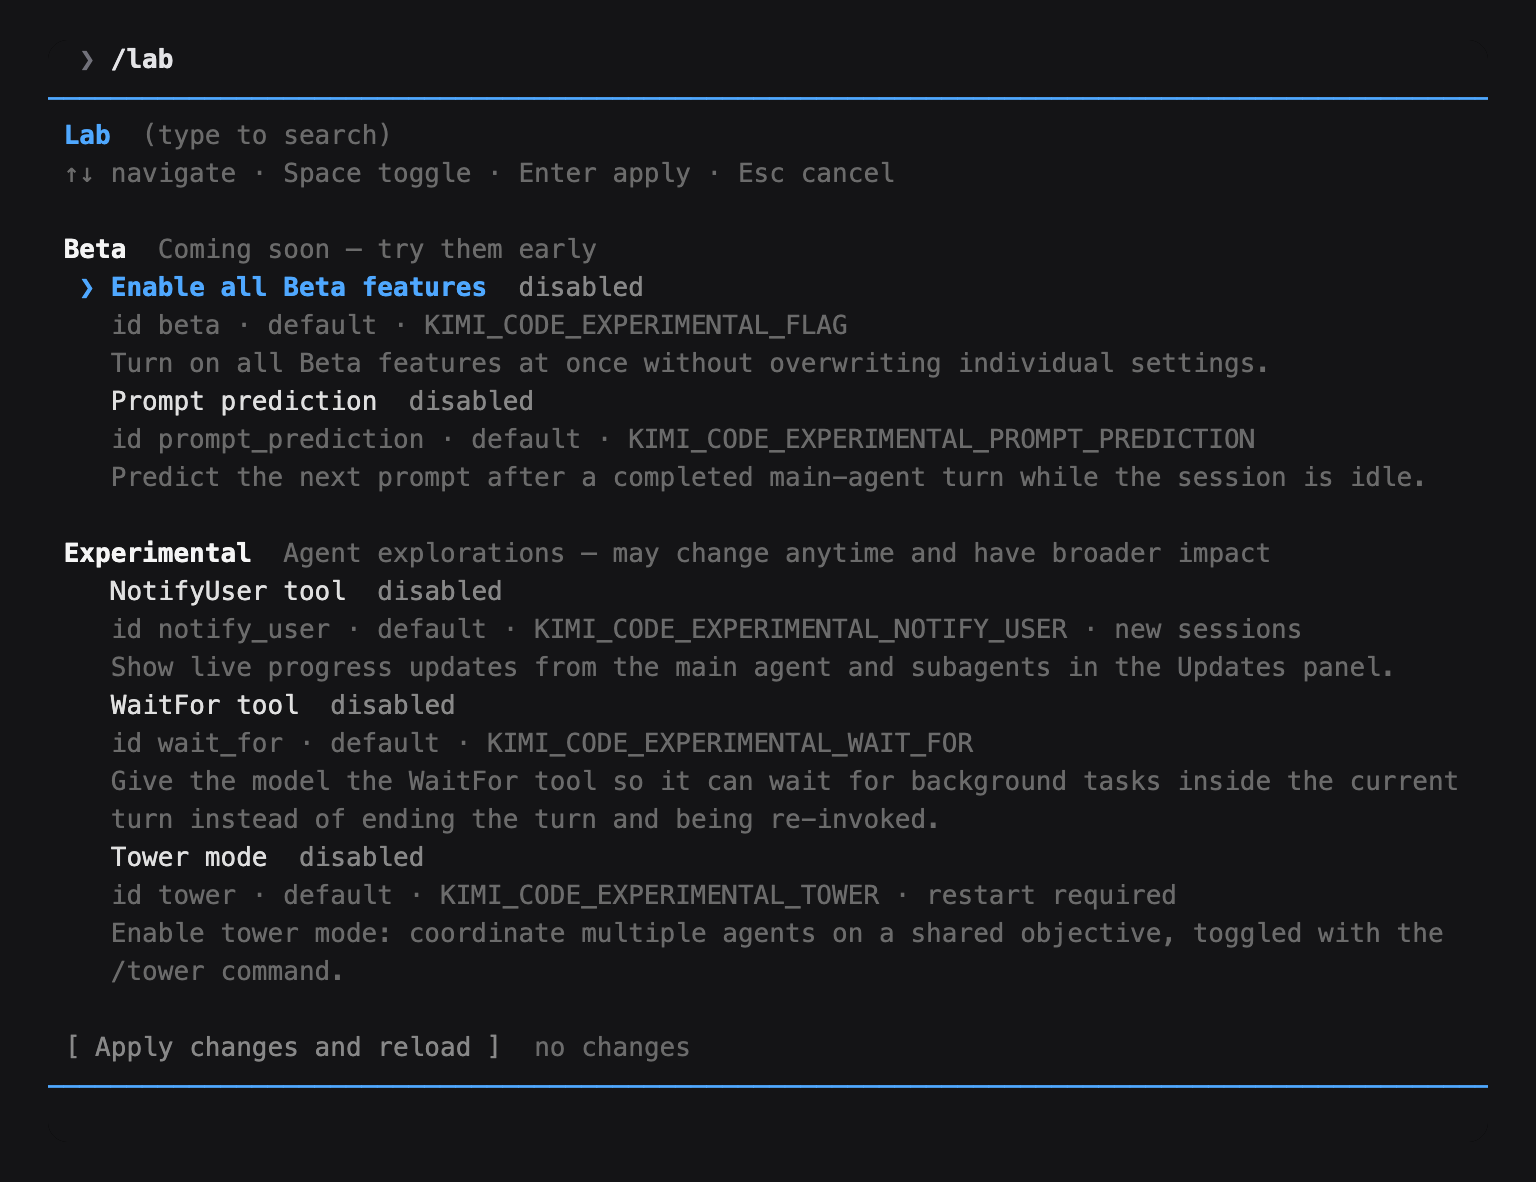 ❯ /lab
Lab  (type to search)
↑↓ navigate · Space toggle · Enter apply · Esc cancel
Beta  Coming soon — try them early
❯ Enable all Beta features  disabled
id beta · default · KIMI_CODE_EXPERIMENTAL_FLAG
Turn on all Beta features at once without overwriting individual settings.
Prompt prediction  disabled
id prompt_prediction · default · KIMI_CODE_EXPERIMENTAL_PROMPT_PREDICTION
Predict the next prompt after a completed main-agent turn while the session is idle.
Experimental  Agent explorations — may change anytime and have broader impact
NotifyUser tool  disabled
id notify_user · default · KIMI_CODE_EXPERIMENTAL_NOTIFY_USER · new sessions
Show live progress updates from the main agent and subagents in the Updates panel.
WaitFor tool  disabled
id wait_for · default · KIMI_CODE_EXPERIMENTAL_WAIT_FOR
Give the model the WaitFor tool so it can wait for background tasks inside the current
turn instead of ending the turn and being re-invoked.
Tower mode  disabled
id tower · default · KIMI_CODE_EXPERIMENTAL_TOWER · restart required
Enable tower mode: coordinate multiple agents on a shared objective, toggled with the
/tower command.
[ Apply changes and reload ]  no changes